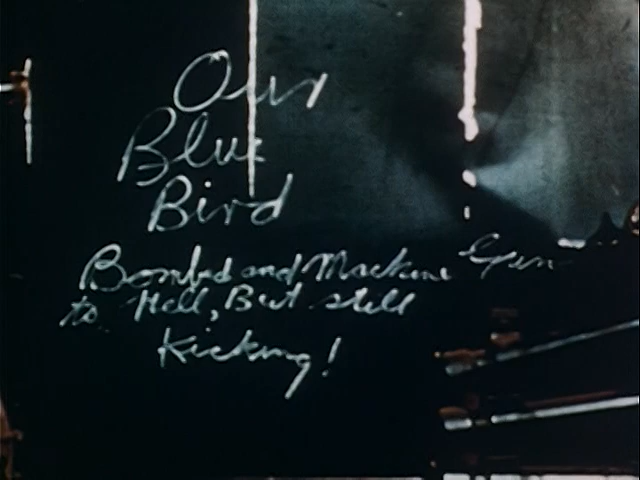 Our
Blue
Bird
Bombed and Machine Gun
to Hell, But still
Kicking!